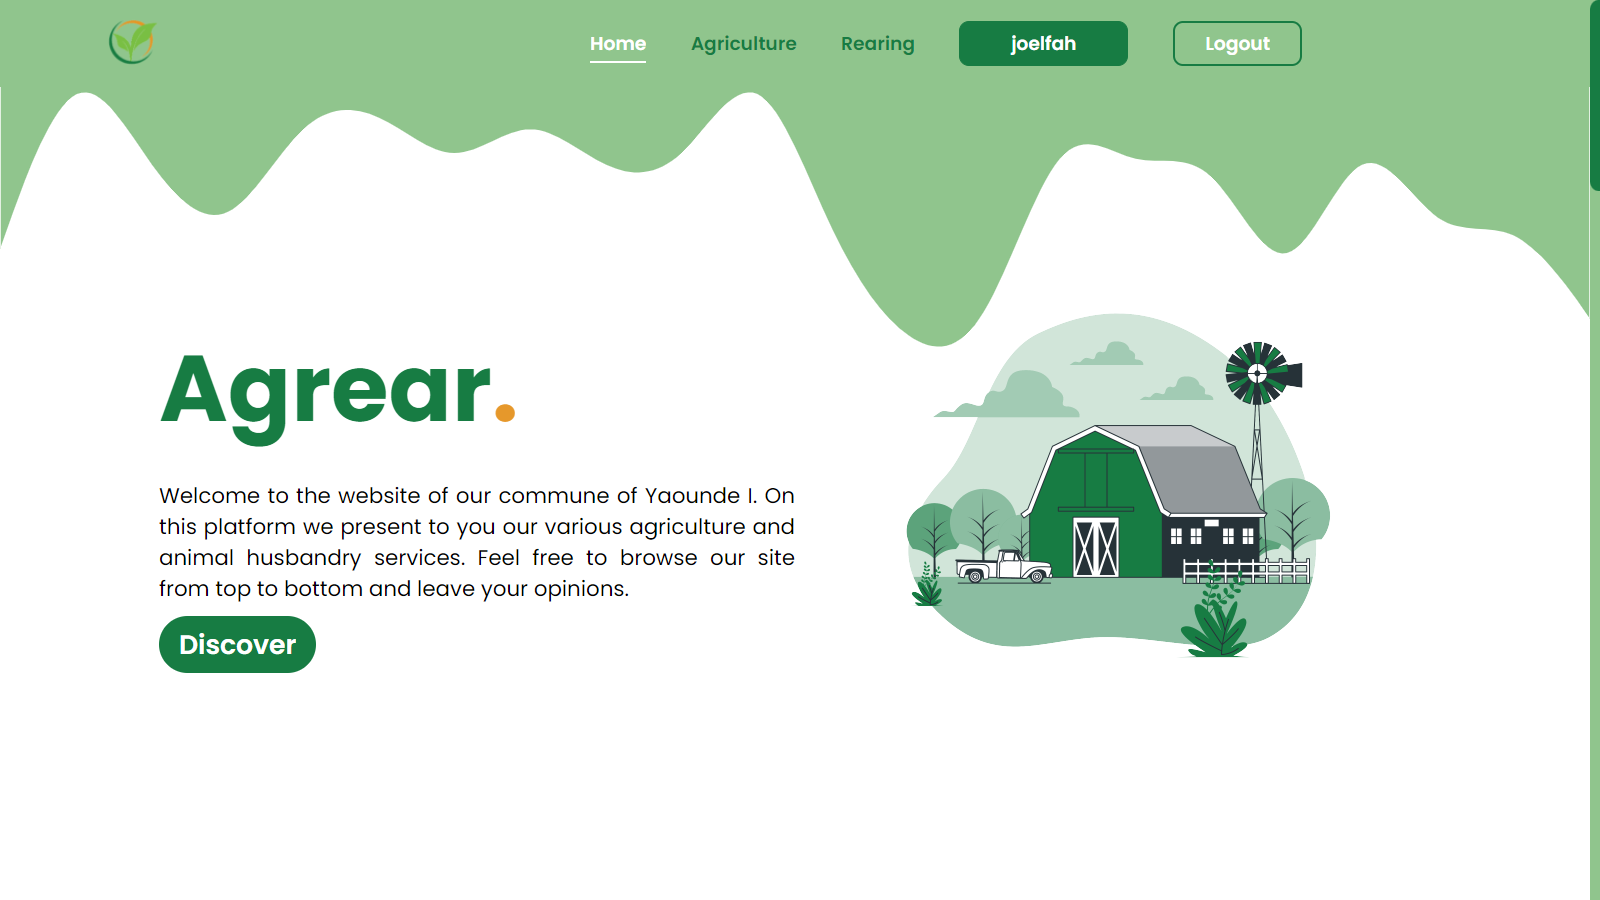 Home Agriculture Rearing joelfah Logout
Agrear.
Welcome to the website of our commune of Yaounde I. On
this platform we present to you our various agriculture and
animal husbandry services. Feel free to browse our site
from top to bottom and leave your opinions.
Discover